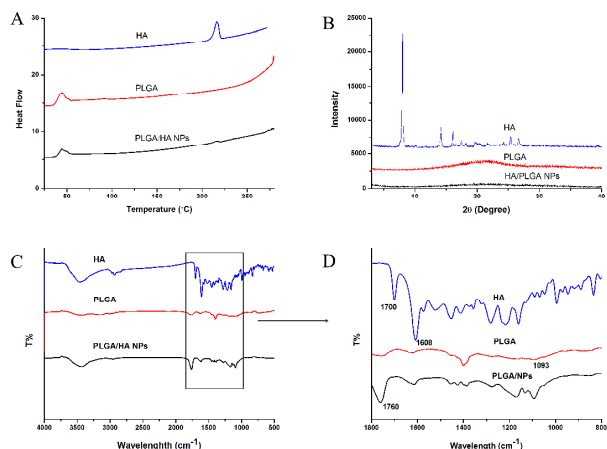 A
HA
PLGA
PLGA/HA NPs
Heat Flow
30
20
10
0
50
100
150
200
250
300
350
Temperature (°C)
B
HA
PLGA
HA/PLGA NPs
Intensity
25000
20000
15000
10000
5000
0
10
20
30
40
2θ (Degree)
C
HA
PLGA
PLGA/HA NPs
T%
4000
3500
3000
2500
2000
1500
1000
500
Wavelenghth (cm-1)
D
1700
1608
HA
PLGA
1093
PLGA/NPs
1760
T%
1800
1600
1400
1200
1000
800
Wavelength (cm-1)